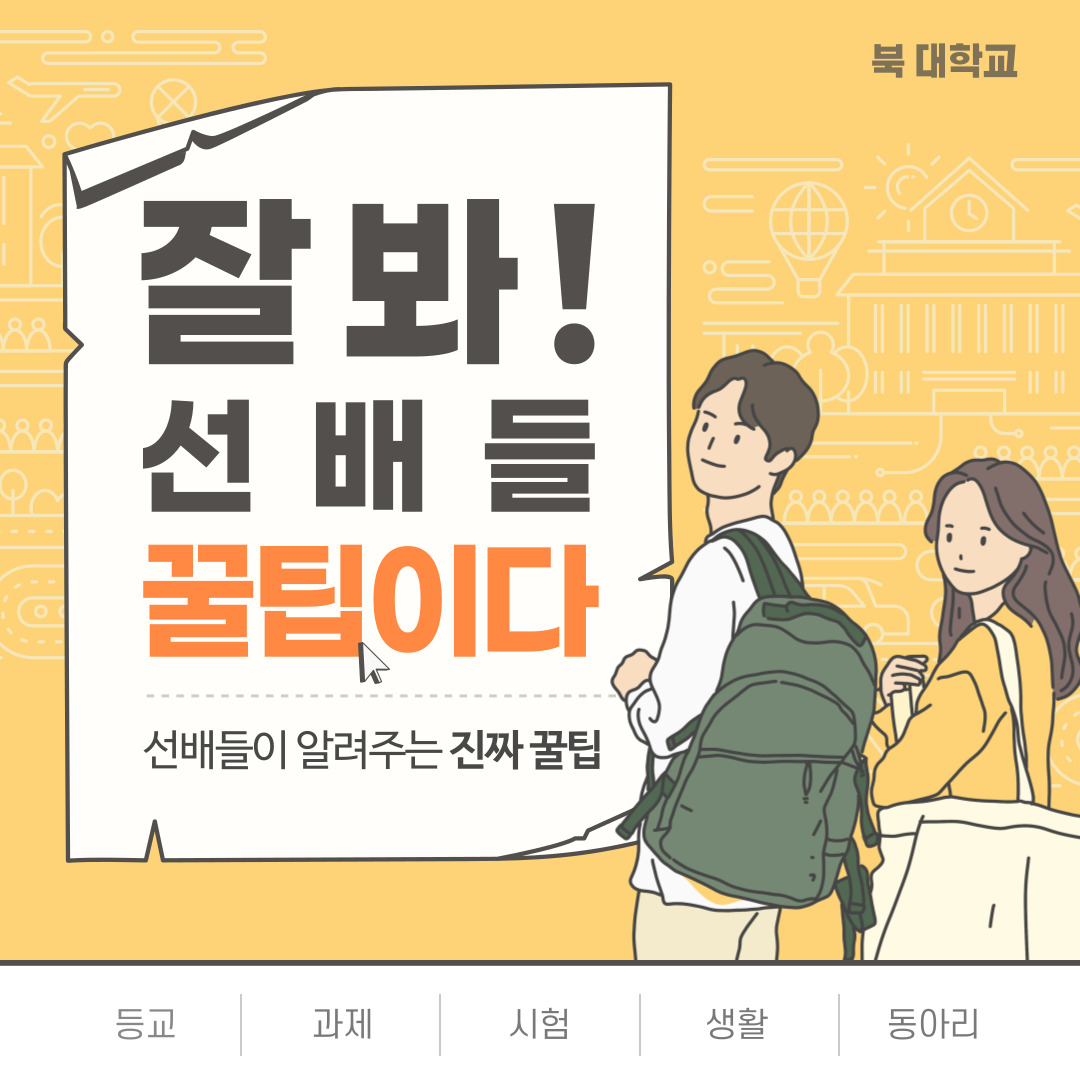 북 대학교
잘 봐!
선배들
꿀팁이다
선배들이 알려주는 진짜 꿀팁
등교
과제
시험
생활
동아리